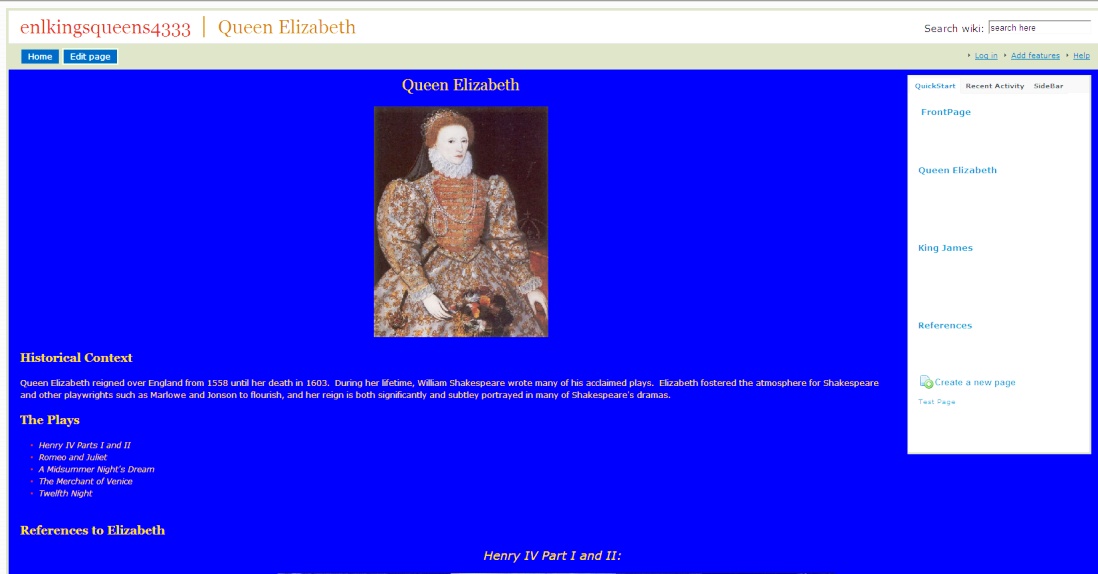 enlkingsqueens4333 | Queen Elizabeth
Search wiki: search here
Home Edit page
Log in Add features Help
Queen Elizabeth
QuickStart Recent Activity SideBar
FrontPage
Queen Elizabeth
King James
References
Create a new page
Test Page
Historical Context
Queen Elizabeth reigned over England from 1558 until her death in 1603. During her lifetime, William Shakespeare wrote many of his acclaimed plays. Elizabeth fostered the atmosphere for Shakespeare
and other playwrights such as Marlowe and Jonson to flourish, and her reign is both significantly and subtley portrayed in many of Shakespeare's dramas.
The Plays
Henry IV Parts I and II
Romeo and Juliet
A Midsummer Night's Dream
The Merchant of Venice
Twelfth Night
References to Elizabeth
Henry IV Part I and II: